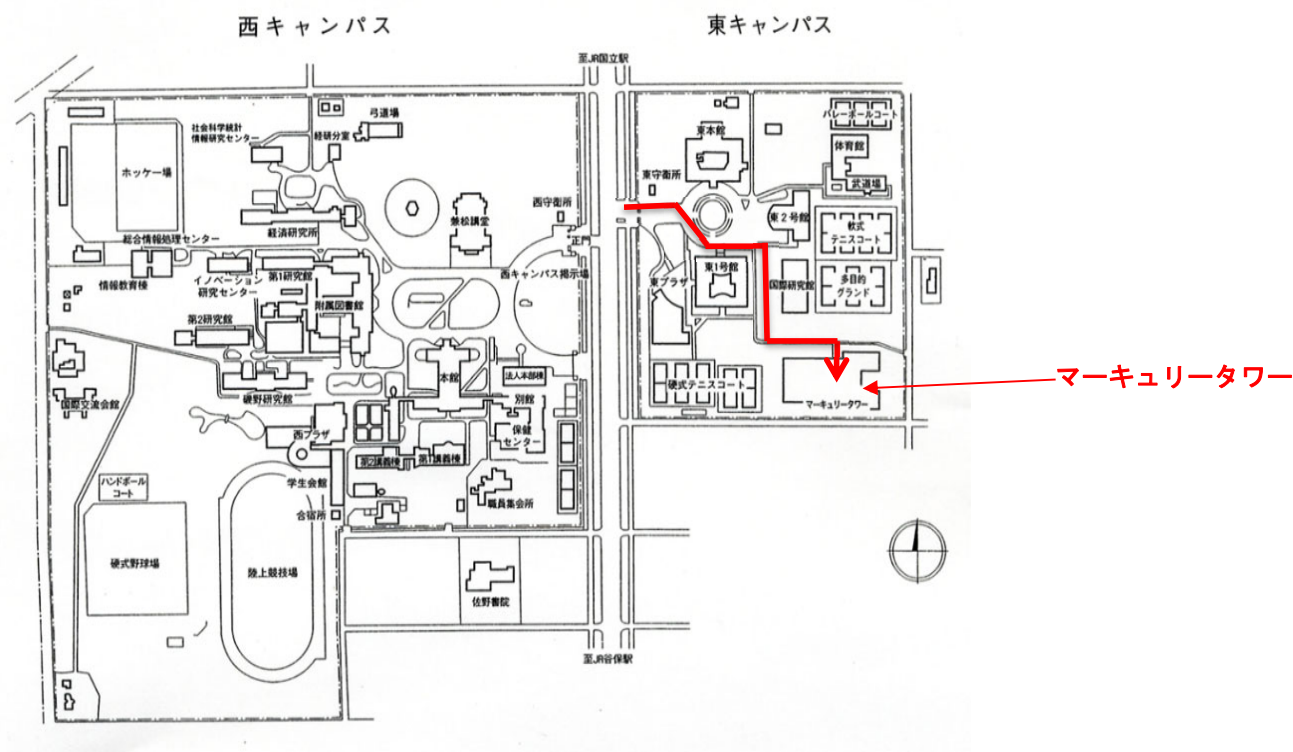 西キャンパス
東キャンパス
至JR国立駅
社会科学統計
情報研究センター
経研分室
弓道場
ホッケー場
経済研究所
兼松講堂
西守衛所
正門
総合情報処理センター
情報教育棟
イノベーション
研究センター
第1研究館
附属図書館
西キャンパス掲示場
第2研究館
磯野研究館
本館
法人本部棟
別館
保健
センター
国際交流会館
西プラザ
第2講義棟
第1講義棟
学生会館
職員集会所
合宿所
ハンドボール
コート
硬式野球場
陸上競技場
佐野書院
至JR谷保駅
東本館
バレーボールコート
体育館
武道場
東守衛所
東2号館
軟式
テニスコート
東1号館
東プラザ
国際研究館
多目的
グランド
硬式テニスコート
マーキュリータワー
マーキュリータワー